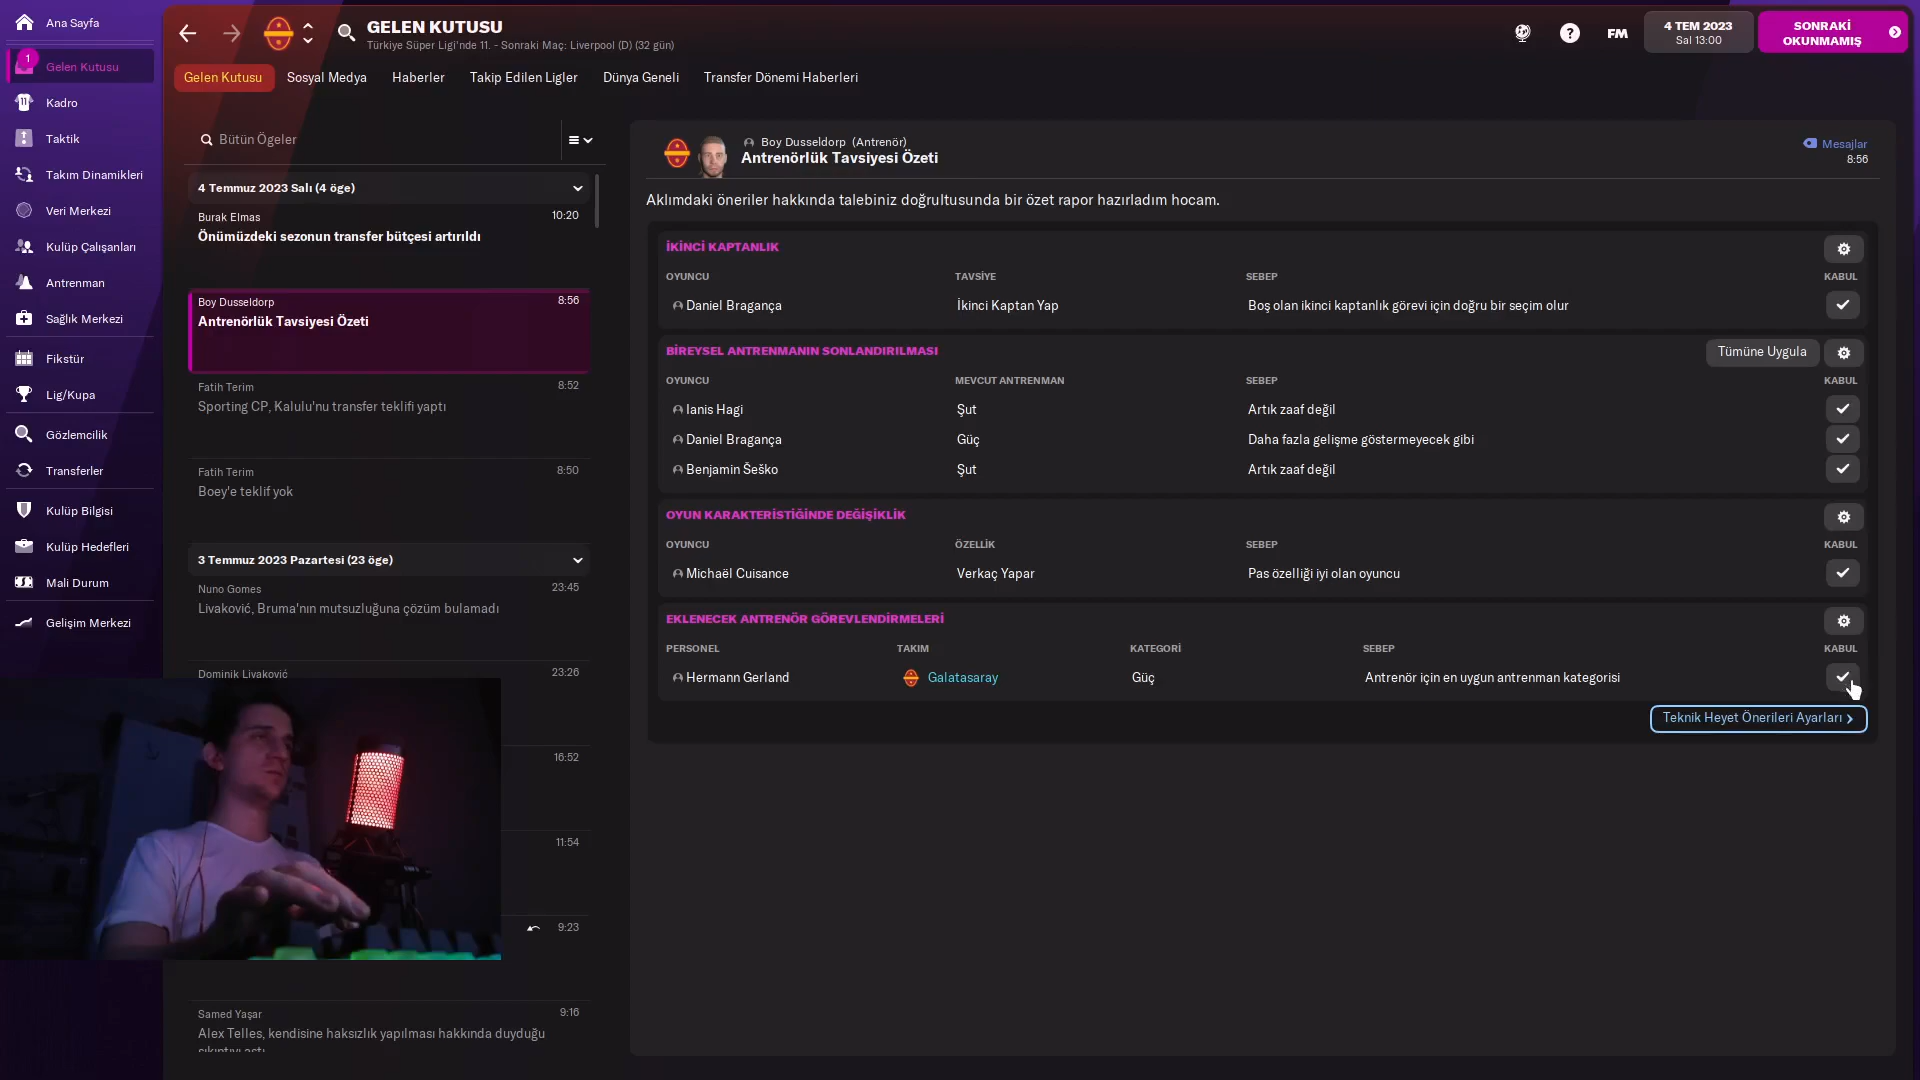 Ana Sayfa
1
Gelen Kutusu
Kadro
Taktik
Takım Dinamikleri
Veri Merkezi
Kulüp Çalışanları
Antrenman
Sağlık Merkezi
Fikstür
Lig/Kupa
Gözlemcilik
Transferler
Kulüp Bilgisi
Kulüp Hedefleri
Mali Durum
Gelişim Merkezi
GELEN KUTUSU
Türkiye Süper Ligi'nde 11. - Sonraki Maç: Liverpool (D) (32 gün)
FM
4 TEM 2023
Sal 13:00
SONRAKİ
OKUNMAMIŞ
Gelen Kutusu Sosyal Medya Haberler Takip Edilen Ligler Dünya Geneli Transfer Dönemi Haberleri
Bütün Ögeler
4 Temmuz 2023 Salı (4 öge)
Burak Elmas 10:20
Önümüzdeki sezonun transfer bütçesi artırıldı
Boy Dusseldorp 8:56
Antrenörlük Tavsiyesi Özeti
Fatih Terim 8:52
Sporting CP, Kalulu'nu transfer teklifi yaptı
Fatih Terim 8:50
Boey'e teklif yok
3 Temmuz 2023 Pazartesi (23 öge)
Nuno Gomes 23:45
Livaković, Bruma'nın mutsuzluğuna çözüm bulamadı
Dominik Livaković 23:26
16:52
11:54
9:23
Samed Yaşar 9:16
Alex Telles, kendisine haksızlık yapılması hakkında duyduğu
sıkıntıyı aştı
Boy Dusseldorp (Antrenör)
Antrenörlük Tavsiyesi Özeti
Mesajlar
8:56
Aklımdaki öneriler hakkında talebiniz doğrultusunda bir özet rapor hazırladım hocam.
İKİNCİ KAPTANLIK
OYUNCU TAVSİYE SEBEP KABUL
Daniel Bragança İkinci Kaptan Yap Boş olan ikinci kaptanlık görevi için doğru bir seçim olur
BİREYSEL ANTRENMANIN SONLANDIRILMASI Tümüne Uygula
OYUNCU MEVCUT ANTRENMAN SEBEP KABUL
Ianis Hagi Şut Artık zaaf değil
Daniel Bragança Güç Daha fazla gelişme göstermeyecek gibi
Benjamin Šeško Şut Artık zaaf değil
OYUN KARAKTERİSTİĞİNDE DEĞİŞİKLİK
OYUNCU ÖZELLİK SEBEP KABUL
Michaël Cuisance Verkaç Yapar Pas özelliği iyi olan oyuncu
EKLENECEK ANTRENÖR GÖREVLENDİRMELERİ
PERSONEL TAKIM KATEGORİ SEBEP KABUL
Hermann Gerland Galatasaray Güç Antrenör için en uygun antrenman kategorisi
Teknik Heyet Önerileri Ayarları